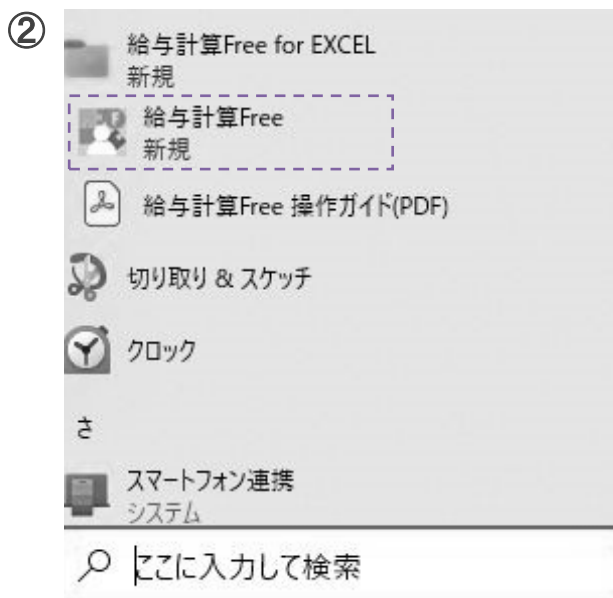 ②
給与計算Free for EXCEL
新規
給与計算Free
新規
給与計算Free 操作ガイド(PDF)
切り取り & スケッチ
クロック
さ
スマートフォン連携
システム
ここに入力して検索